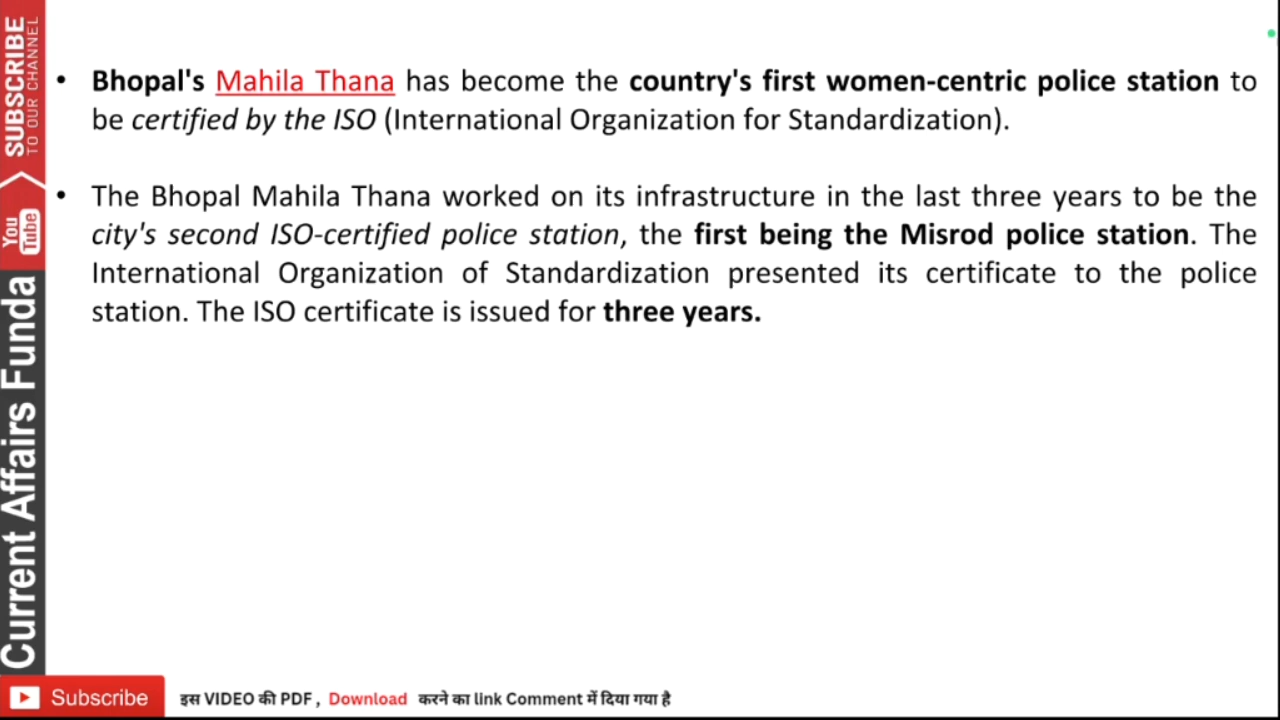 • Bhopal's Mahila Thana has become the country's first women-centric police station to
be certified by the ISO (International Organization for Standardization).
• The Bhopal Mahila Thana worked on its infrastructure in the last three years to be the
city's second ISO-certified police station, the first being the Misrod police station. The
International Organization of Standardization presented its certificate to the police
station. The ISO certificate is issued for three years.
SUBSCRIBE
TO OUR CHANNEL
You
Tube
Current Affairs Funda
Subscribe
इस VIDEO की PDF , Download करने का link Comment में दिया गया है